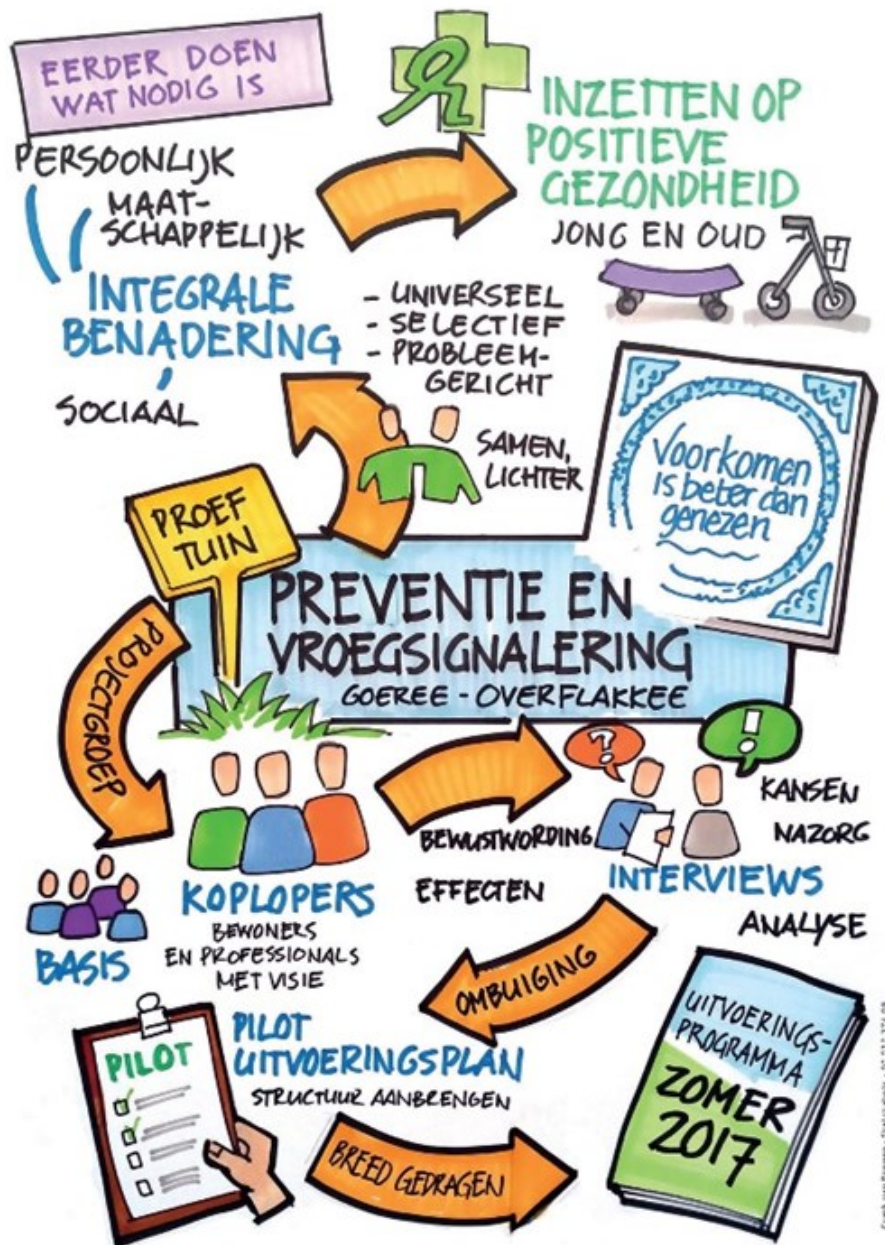 EERDER DOEN
WAT NODIG IS
PERSOONLIJK
MAAT-
SCHAPPELIJK
INTEGRALE
BENADERING
SOCIAAL
INZETTEN OP
POSITIEVE
GEZONDHEID
JONG EN OUD
- UNIVERSEEL
- SELECTIEF
- PROBLEEM-
GERICHT
SAMEN,
LICHTER
Voorkomen
is beter dan
genezen
PROEF
TUIN
PREVENTIE EN
VROEGSIGNALERING
GOEREE - OVERFLAKKEE
PROJECTGROEP
?
!
KANSEN
NAZORG
BEWUSTWORDING
EFFECTEN
INTERVIEWS
ANALYSE
BASIS
KOPLOPERS
BEWONERS
EN PROFESSIONALS
MET VISIE
OMBUIGING
PILOT
PILOT
UITVOERINGSPLAN
STRUCTUUR AANBRENGEN
BREED GEDRAGEN
UITVOERINGS-
PROGRAMMA
ZOMER
2017